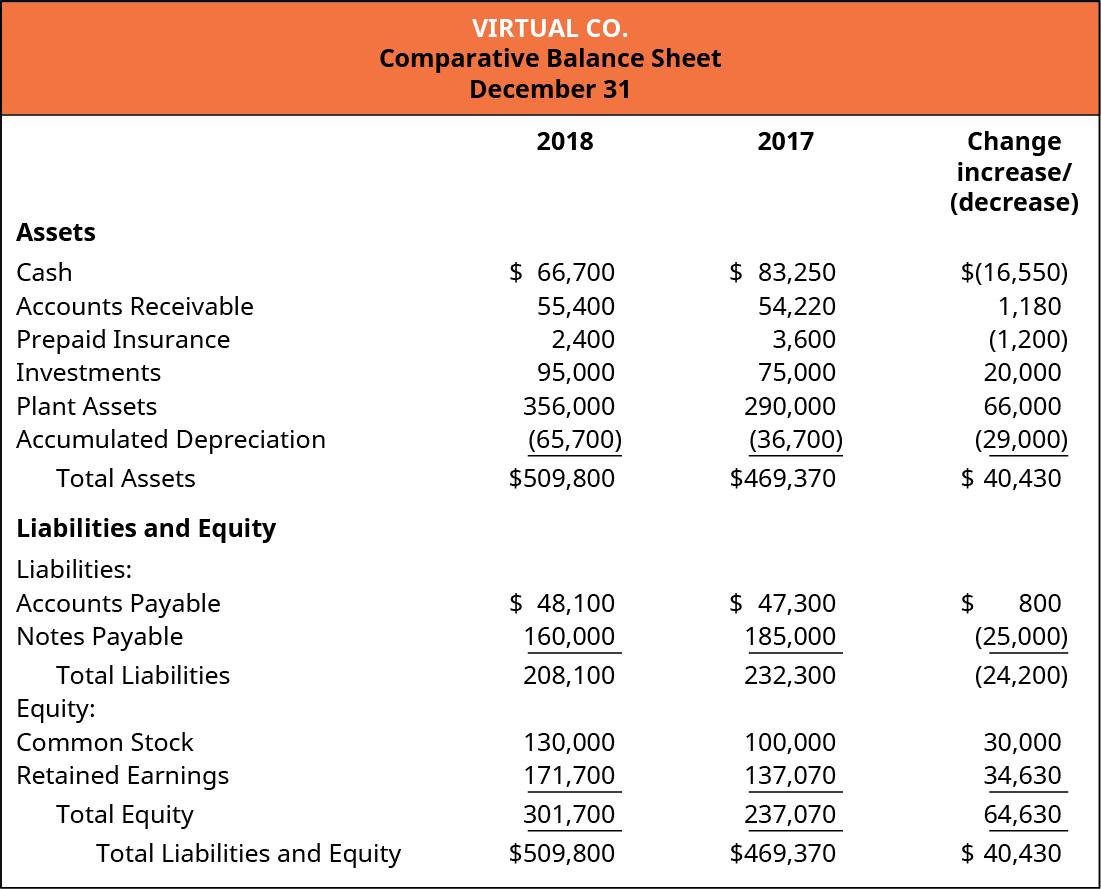 VIRTUAL CO.
Comparative Balance Sheet
December 31
2018 2017 Change
increase/
(decrease)
Assets
Cash $ 66,700 $ 83,250 $(16,550)
Accounts Receivable 55,400 54,220 1,180
Prepaid Insurance 2,400 3,600 (1,200)
Investments 95,000 75,000 20,000
Plant Assets 356,000 290,000 66,000
Accumulated Depreciation (65,700) (36,700) (29,000)
Total Assets $509,800 $469,370 $ 40,430
Liabilities and Equity
Liabilities:
Accounts Payable $ 48,100 $ 47,300 $ 800
Notes Payable 160,000 185,000 (25,000)
Total Liabilities 208,100 232,300 (24,200)
Equity:
Common Stock 130,000 100,000 30,000
Retained Earnings 171,700 137,070 34,630
Total Equity 301,700 237,070 64,630
Total Liabilities and Equity $509,800 $469,370 $ 40,430